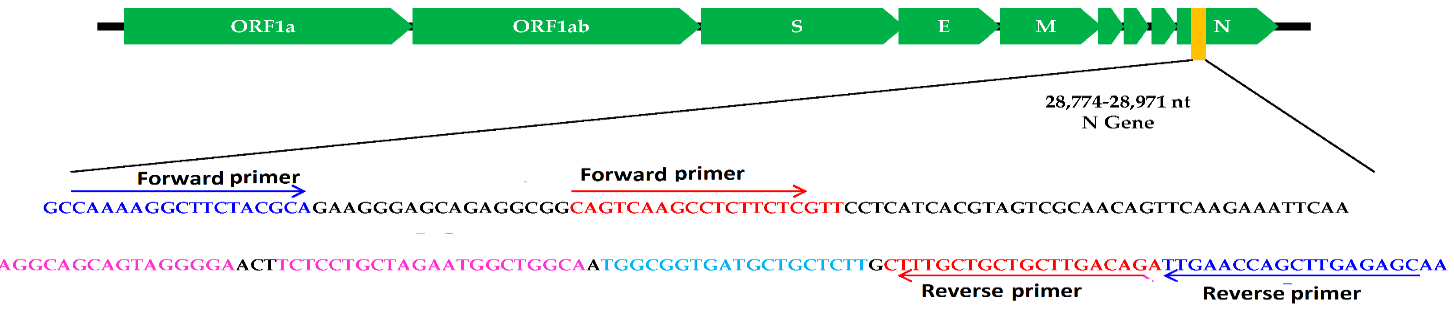 ORF1a ORF1ab S E M N
28,774-28,971 nt
N Gene
Forward primer Forward primer
GCCAAAAGGCTTCTACGCAGAAGGGAGCAGAGGCGGCAGTCAAGCCTCTTCTCGTTCCTCATCACGTAGTCGCAACAGTTCAAGAAATTCAA
AGGCAGCAGTAGGGGAACTTCTCCTGCTAGAATGGCTGGCAATGGCGGTGATGCTGCTCTTGCTTTGCTGCTGCTTGACAGATTGAACCAGCTTGAGAGCAA
Reverse primer Reverse primer